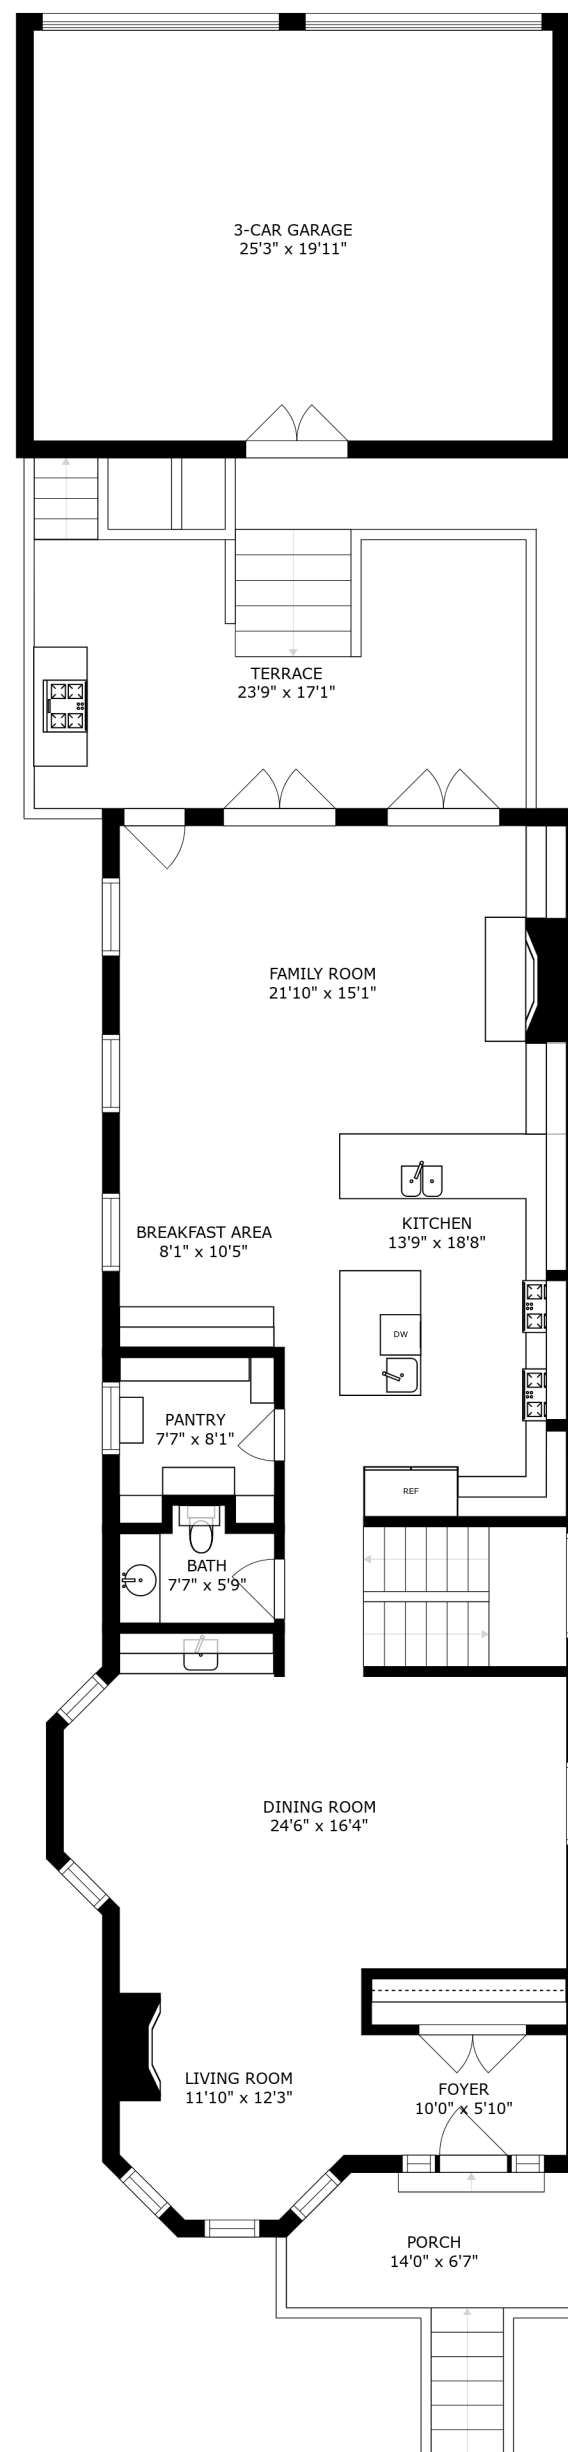 3-CAR GARAGE
25'3" x 19'11"
TERRACE
23'9" x 17'1"
FAMILY ROOM
21'10" x 15'1"
KITCHEN
13'9" x 18'8"
BREAKFAST AREA
8'1" x 10'5"
DW
PANTRY
7'7" x 8'1"
REF
BATH
7'7" x 5'9"
DINING ROOM
24'6" x 16'4"
LIVING ROOM
11'10" x 12'3"
FOYER
10'0" x 5'10"
PORCH
14'0" x 6'7"